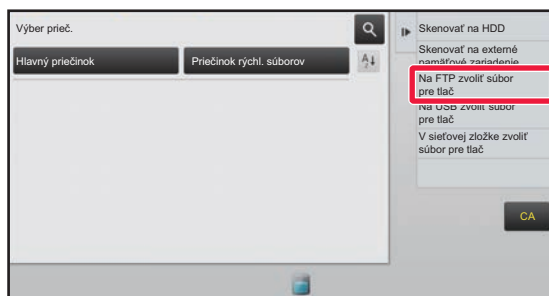 Výber prieč.
Hlavný priečinok
Priečinok rýchl. súborov
Skenovať na HDD
Skenovať na externé
pamäťové zariadenie
Na FTP zvoliť súbor
pre tlač
Na USB zvoliť súbor
pre tlač
V sieťovej zložke zvoliť
súbor pre tlač
CA